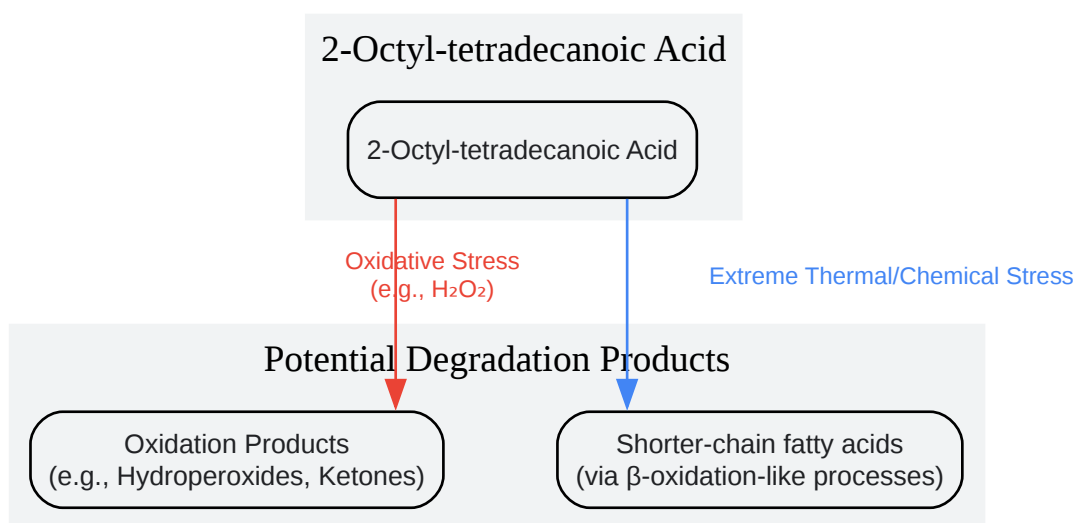 2-Octyl-tetradecanoic Acid
2-Octyl-tetradecanoic Acid
Oxidative Stress
(e.g., H₂O₂)
Extreme Thermal/Chemical Stress
Potential Degradation Products
Oxidation Products
(e.g., Hydroperoxides, Ketones)
Shorter-chain fatty acids
(via β-oxidation-like processes)